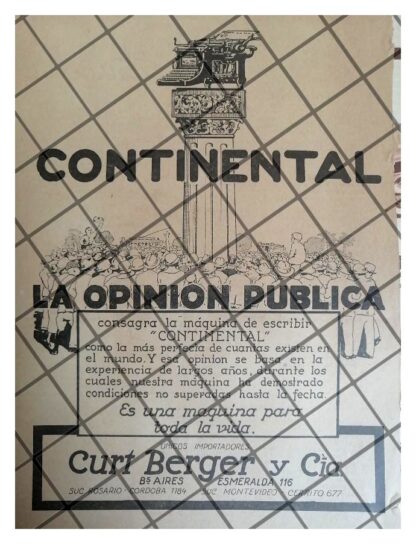 CONTINENTAL
LA OPINION PUBLICA
consagra la máquina de escribir
"CONTINENTAL"
como la más perfecta de cuantas existen en
el mundo. Y esa opinion se basa en la
experiencia de largos años, durante los
cuales nuestra máquina ha demostrado
condiciones no superadas hasta la fecha.
Es una maquina para
toda la vida.
UNICOS IMPORTADORES
Curt Berger y Cia
Bs AIRES ESMERALDA 116
SUC. ROSARIO - CORDOBA 1184 SUC. MONTEVIDEO - CERRITO 677